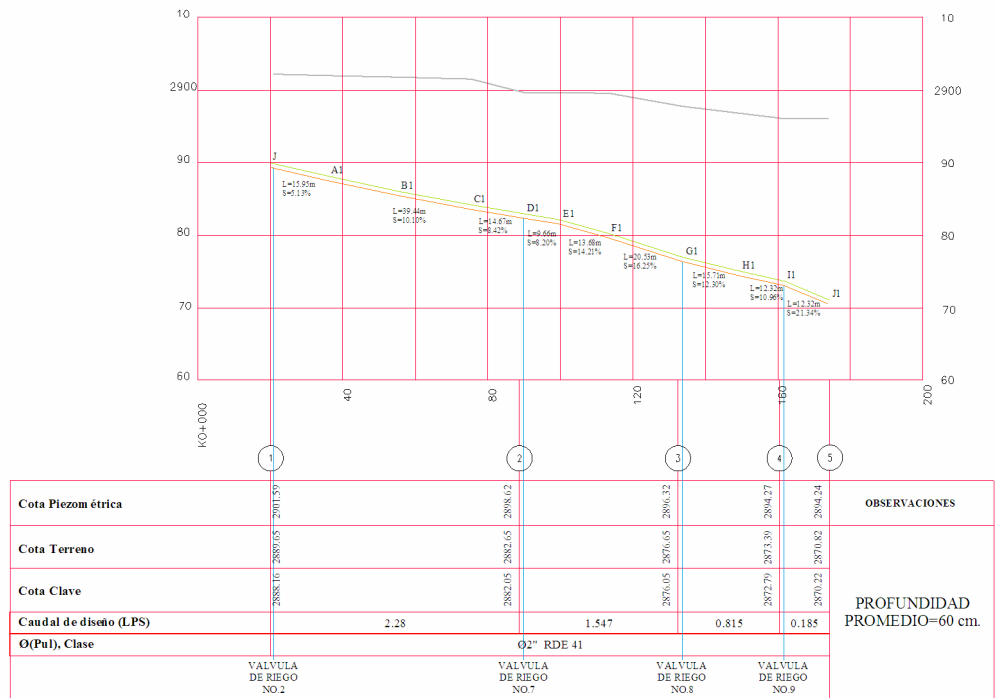 10
10
2900
2900
90
90
80
80
70
70
60
60
J
A1
B1
C1
D1
E1
F1
G1
H1
I1
J1
L=15.95m
S=5.13%
L=39.44m
S=10.10%
L=14.67m
S=8.42%
L=9.66m
S=8.20%
L=13.68m
S=14.21%
L=20.53m
S=16.25%
L=15.71m
S=12.30%
L=12.32m
S=10.96%
L=12.32m
S=21.34%
KO+000
40
80
120
160
200
1
2
3
4
5
Cota Piezométrica
2901.59
2898.62
2896.32
2894.27
2894.24
OBSERVACIONES
Cota Terreno
2889.65
2882.65
2876.65
2873.39
2870.82
Cota Clave
2888.16
2882.05
2876.05
2872.79
2870.22
PROFUNDIDAD
PROMEDIO=60 cm.
Caudal de diseño (LPS)
2.28
1.547
0.815
0.185
Ø(Pul), Clase
Ø2" RDE 41
VALVULA
DE RIEGO
NO.2
VALVULA
DE RIEGO
NO.7
VALVULA
DE RIEGO
NO.8
VALVULA
DE RIEGO
NO.9